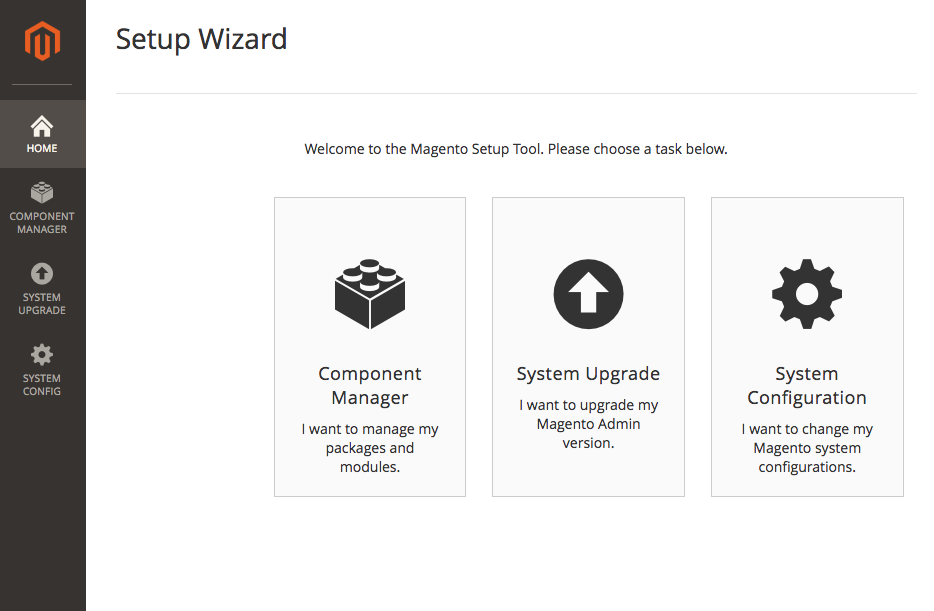 Setup Wizard
HOME
COMPONENT
MANAGER
SYSTEM
UPGRADE
SYSTEM
CONFIG
Welcome to the Magento Setup Tool. Please choose a task below.
Component
Manager
I want to manage my
packages and
modules.
System Upgrade
I want to upgrade my
Magento Admin
version.
System
Configuration
I want to change my
Magento system
configurations.